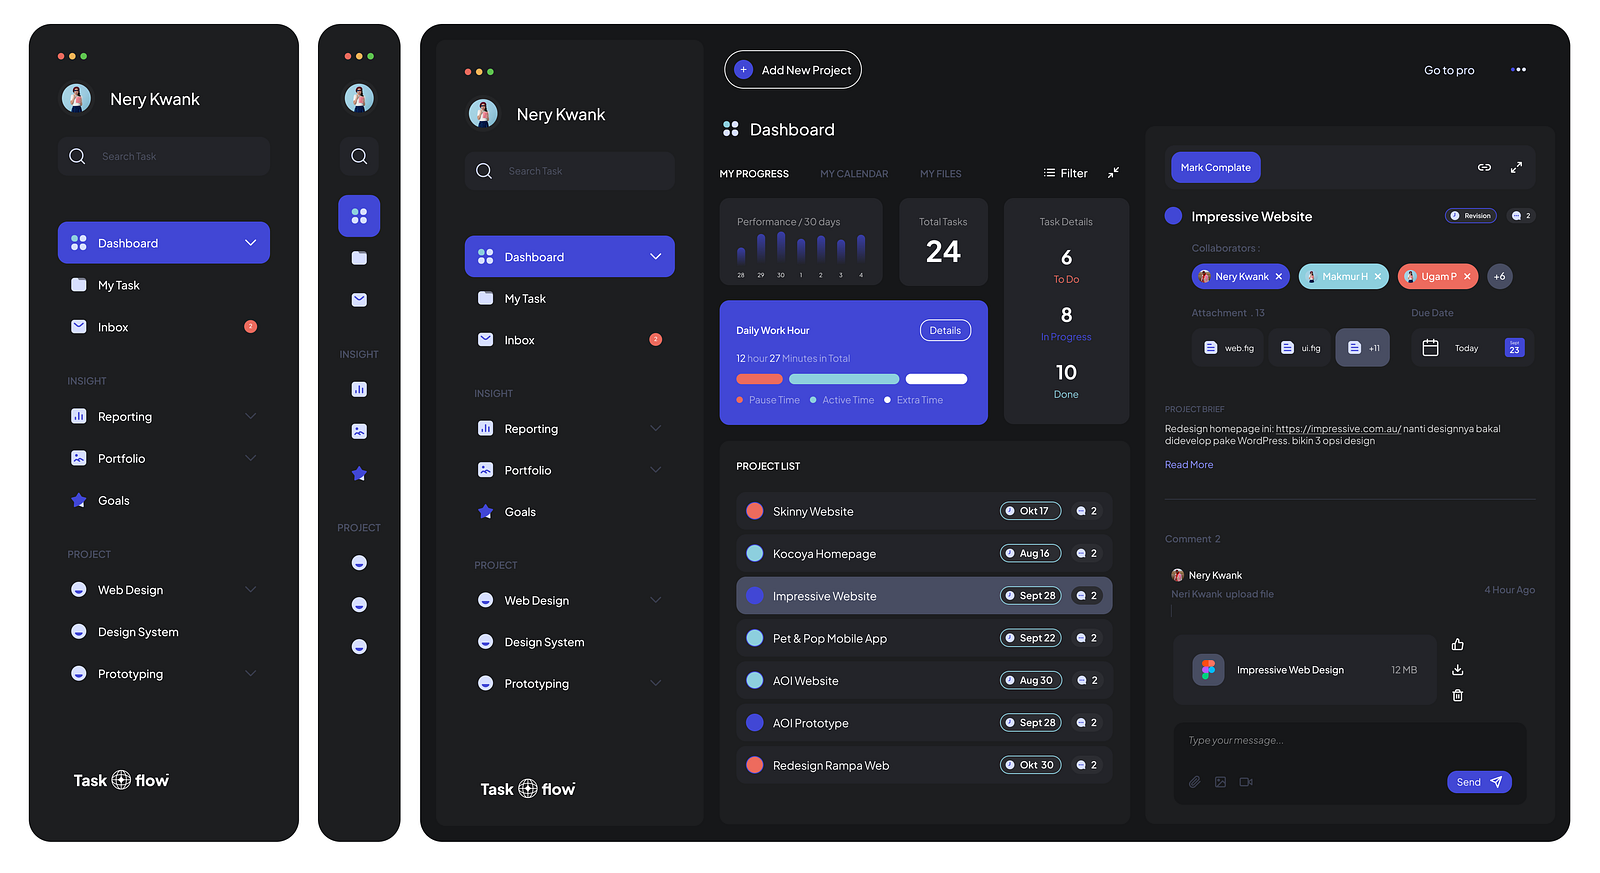 Nery Kwank
Search Task
Dashboard
My Task
Inbox
2
INSIGHT
Reporting
Portfolio
Goals
PROJECT
Web Design
Design System
Prototyping
Task flow
INSIGHT
PROJECT
Nery Kwank
Search Task
Dashboard
My Task
Inbox
2
INSIGHT
Reporting
Portfolio
Goals
PROJECT
Web Design
Design System
Prototyping
Task flow
+ Add New Project
Go to pro
Dashboard
MY PROGRESS MY CALENDAR MY FILES
Filter
Performance / 30 days
28 29 30 1 2 3 4
Total Tasks
24
Task Details
6
To Do
8
In Progress
10
Done
Daily Work Hour
Details
12 hour 27 Minutes in Total
Pause Time Active Time Extra Time
PROJECT LIST
Skinny Website Okt 17 2
Kocoya Homepage Aug 16 2
Impressive Website Sept 28 2
Pet & Pop Mobile App Sept 22 2
AOI Website Aug 30 2
AOI Prototype Sept 28 2
Redesign Rampa Web Okt 30 2
Mark Complate
Impressive Website
Revision 2
Collaborators :
Nery Kwank × Makmur H × Ugam P × +6
Attachment . 13
Due Date
web.fig ui.fig +11
Today
Sept
23
PROJECT BRIEF
Redesign homepage ini: https://impressive.com.au/ nanti designnya bakal
didevelop pake WordPress. bikin 3 opsi design
Read More
Comment 2
Nery Kwank
Neri Kwank upload file
4 Hour Ago
Impressive Web Design 12 MB
Type your message...
Send